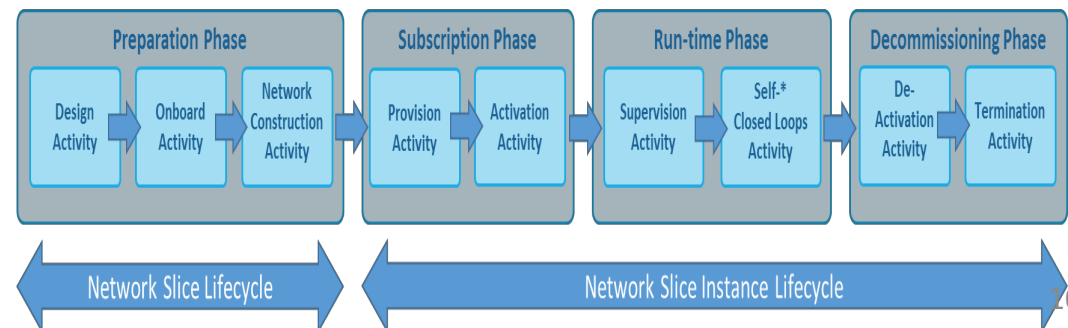 Preparation Phase
Design
Activity
Onboard
Activity
Network
Construction
Activity
Subscription Phase
Provision
Activity
Activation
Activity
Run-time Phase
Supervision
Activity
Self-*
Closed Loops
Activity
Decommissioning Phase
De-
Activation
Activity
Termination
Activity
Network Slice Lifecycle
Network Slice Instance Lifecycle